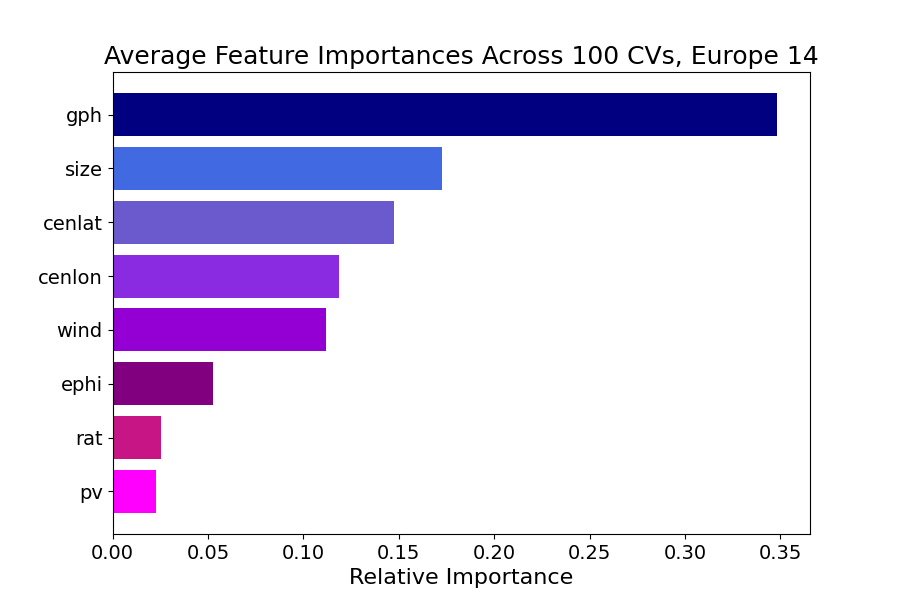 Average Feature Importances Across 100 CVs, Europe 14
gph
size
cenlat
cenlon
wind
ephi
rat
pv
0.00 0.05 0.10 0.15 0.20 0.25 0.30 0.35
Relative Importance